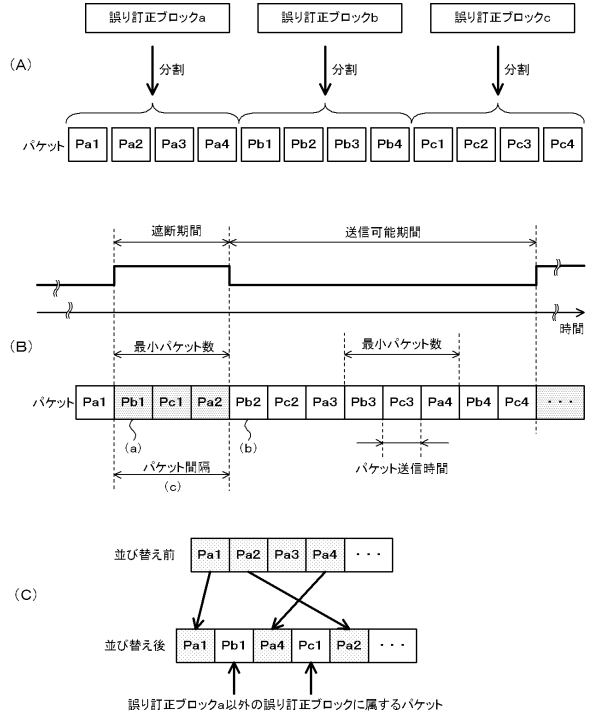 誤り訂正ブロックa 誤り訂正ブロックb 誤り訂正ブロックc
(A)
分割 分割 分割
パケット Pa1 Pa2 Pa3 Pa4 Pb1 Pb2 Pb3 Pb4 Pc1 Pc2 Pc3 Pc4
遮断期間 送信可能期間
時間
(B)
最小パケット数 最小パケット数
パケット Pa1 Pb1 Pc1 Pa2 Pb2 Pc2 Pa3 Pb3 Pc3 Pa4 Pb4 Pc4 ・・・
(a) (b)
パケット間隔 パケット送信時間
(c)
並び替え前 Pa1 Pa2 Pa3 Pa4 ・・・
(C)
並び替え後 Pa1 Pb1 Pa4 Pc1 Pa2 ・・・
誤り訂正ブロックa以外の誤り訂正ブロックに属するパケット